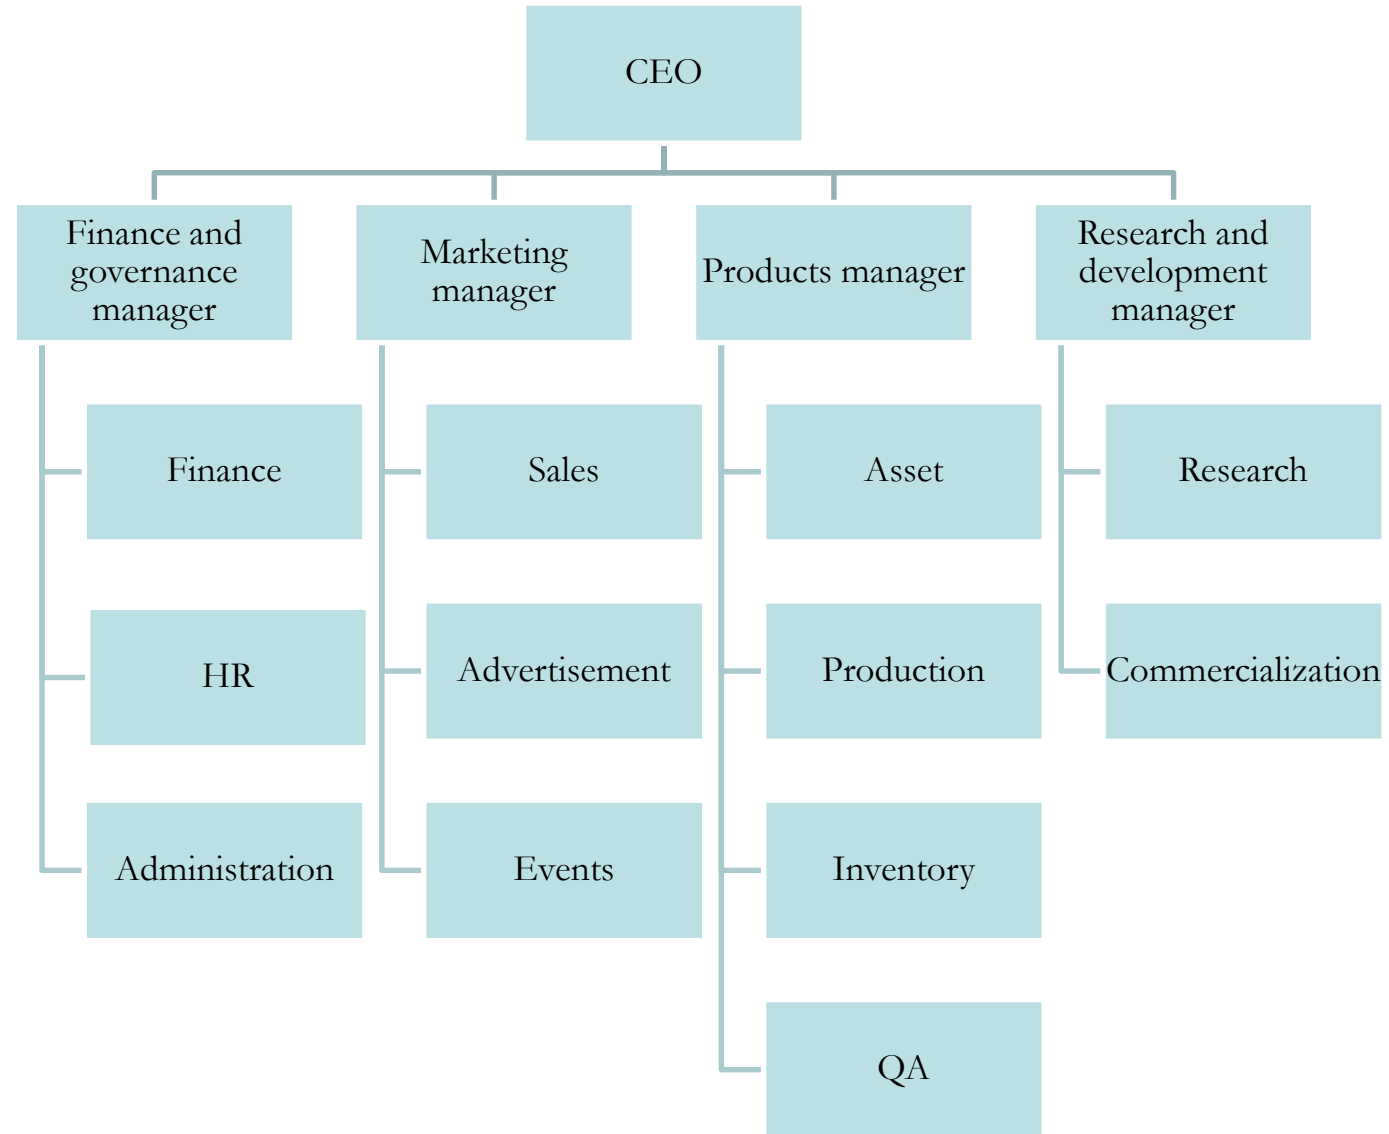 CEO
Finance and
governance
manager
Marketing
manager
Products manager
Research and
development
manager
Finance
Sales
Asset
Research
HR
Advertisement
Production
Commercialization
Administration
Events
Inventory
QA